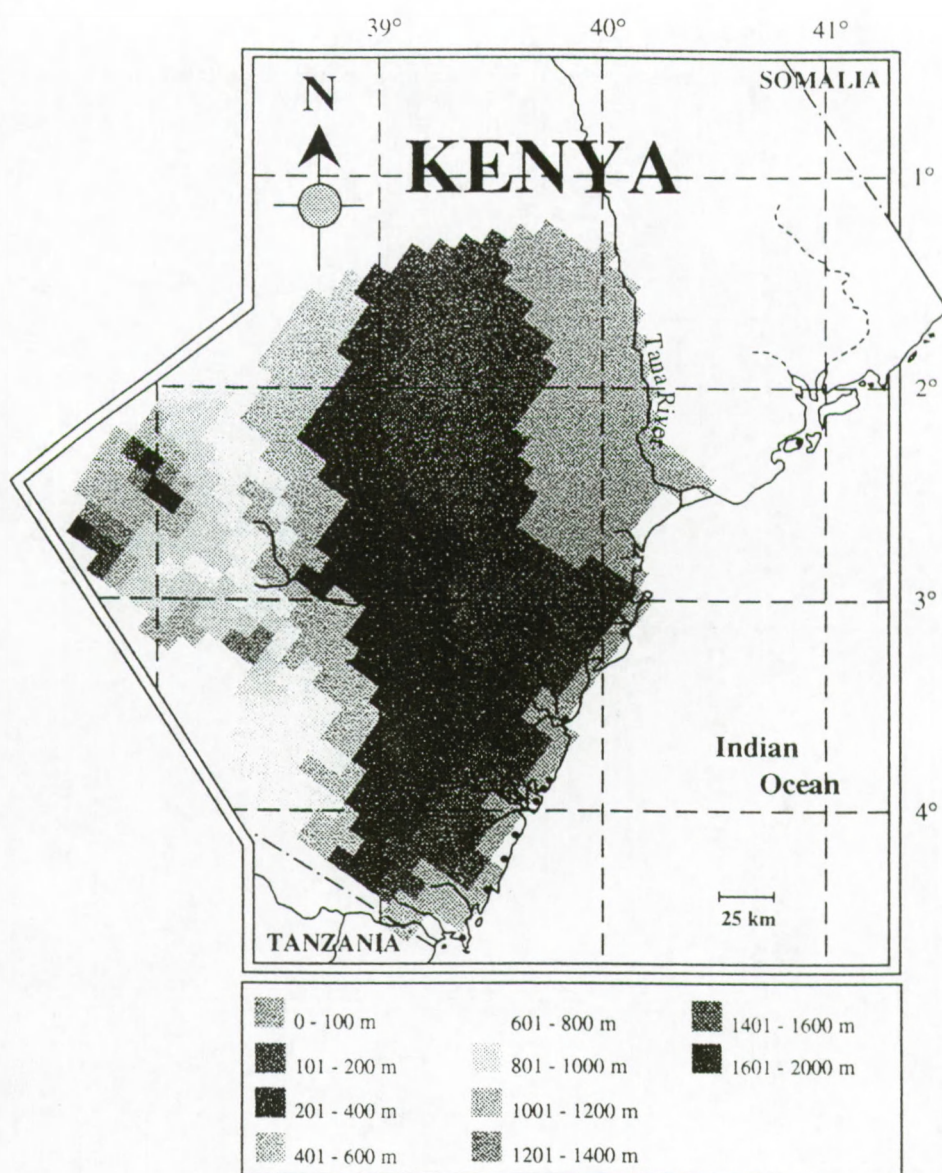 39° 40° 41°
SOMALIA
N
KENYA
1°
Tana River
2°
3°
Indian
Ocean
4°
25 km
TANZANIA
0 - 100 m
101 - 200 m
201 - 400 m
401 - 600 m
601 - 800 m
801 - 1000 m
1001 - 1200 m
1201 - 1400 m
1401 - 1600 m
1601 - 2000 m